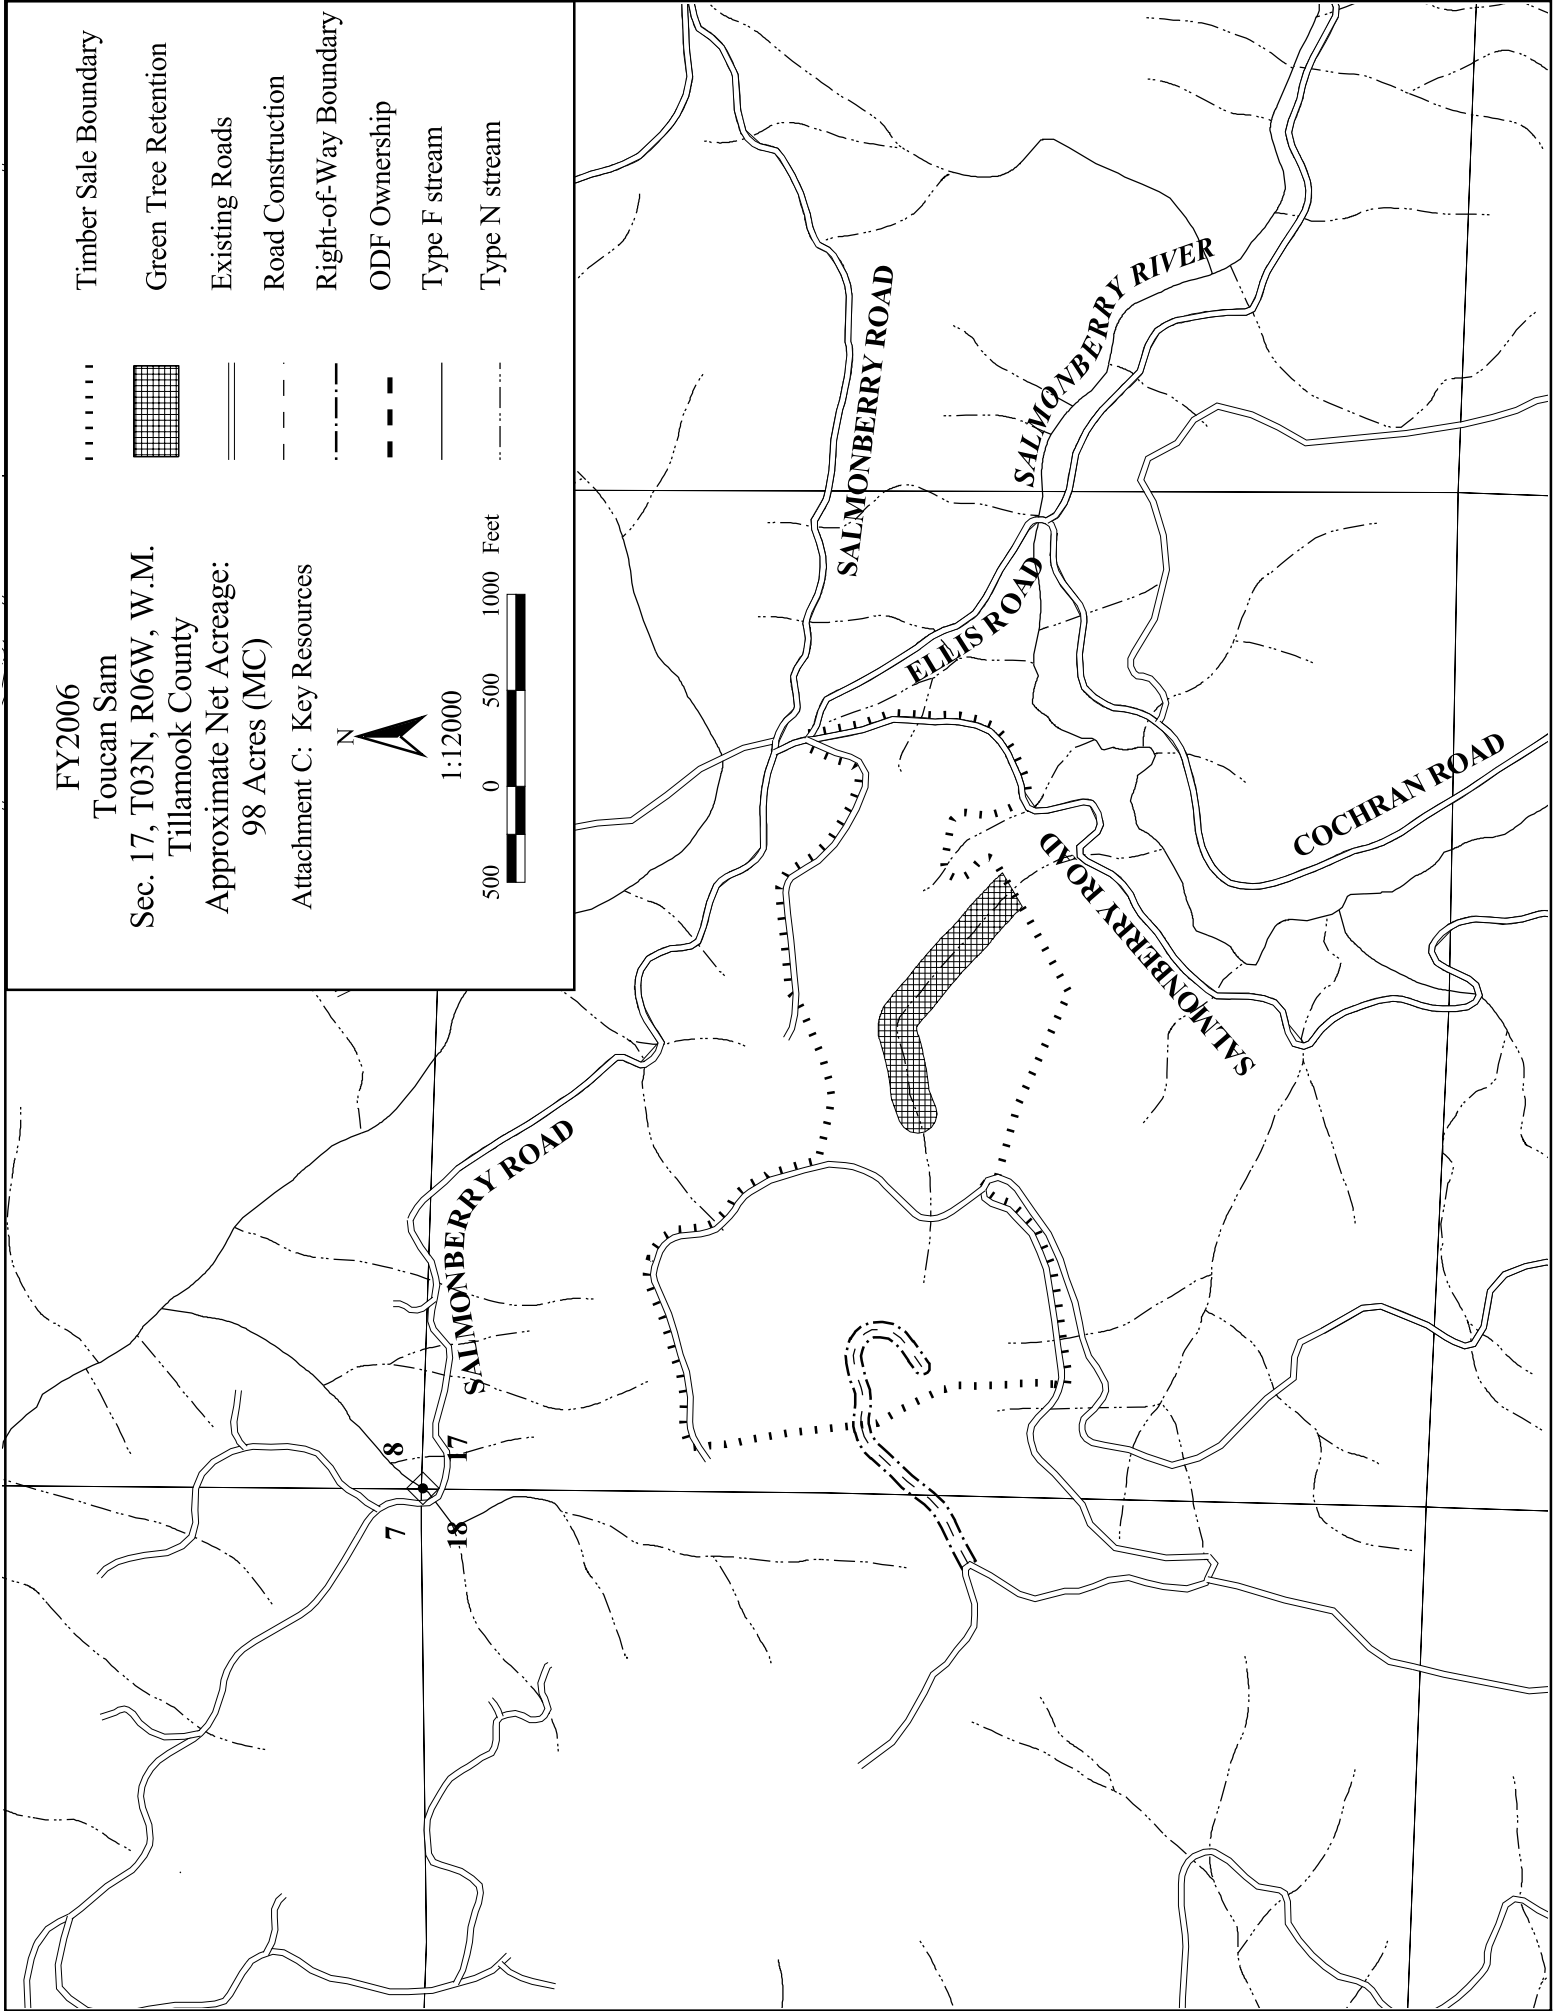 FY2006
Toucan Sam
Sec. 17, T03N, R06W, W.M.
Tillamook County
Approximate Net Acreage:
98 Acres (MC)
Attachment C: Key Resources
N
1:12000
500 0 500 1000 Feet
Timber Sale Boundary
Green Tree Retention
Existing Roads
Road Construction
Right-of-Way Boundary
ODF Ownership
Type F stream
Type N stream
7 8
18 17
SALMONBERRY ROAD
SALMONBERRY ROAD
ELLIS ROAD
SALMONBERRY RIVER
SALMONBERRY ROAD
COCHRAN ROAD